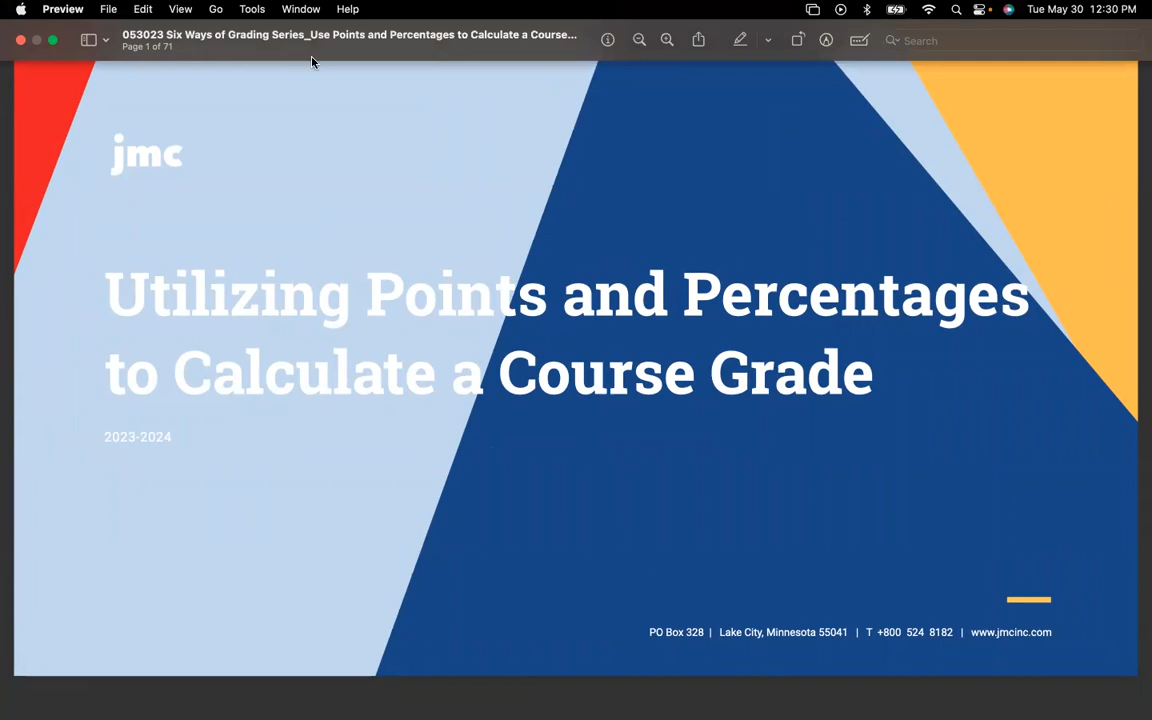 Preview File Edit View Go Tools Window Help Tue May 30 12:30 PM
053023 Six Ways of Grading Series_Use Points and Percentages to Calculate a Course...
Page 1 of 71
Search
jmc
Utilizing Points and Percentages
to Calculate a Course Grade
2023-2024
PO Box 328 | Lake City, Minnesota 55041 | T +800 524 8182 | www.jmcinc.com